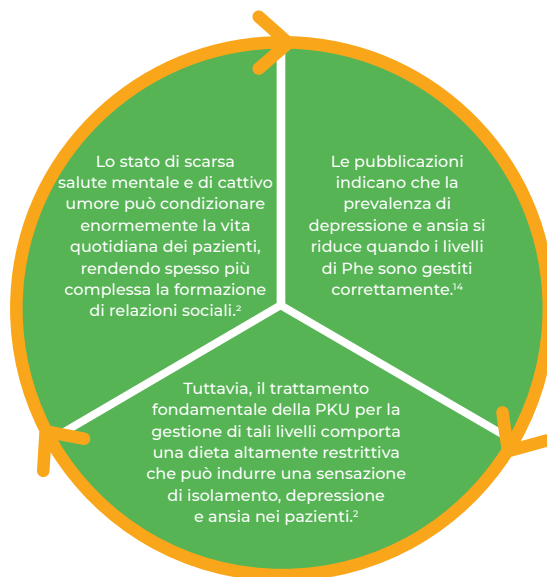 Lo stato di scarsa
salute mentale e di cattivo
umore può condizionare
enormemente la vita
quotidiana dei pazienti,
rendendo spesso più
complessa la formazione
di relazioni sociali.²
Le pubblicazioni
indicano che la
prevalenza di
depressione e ansia si
riduce quando i livelli
di Phe sono gestiti
correttamente.¹⁴
Tuttavia, il trattamento
fondamentale della PKU per la
gestione di tali livelli comporta
una dieta altamente restrittiva
che può indurre una sensazione
di isolamento, depressione
e ansia nei pazienti.²